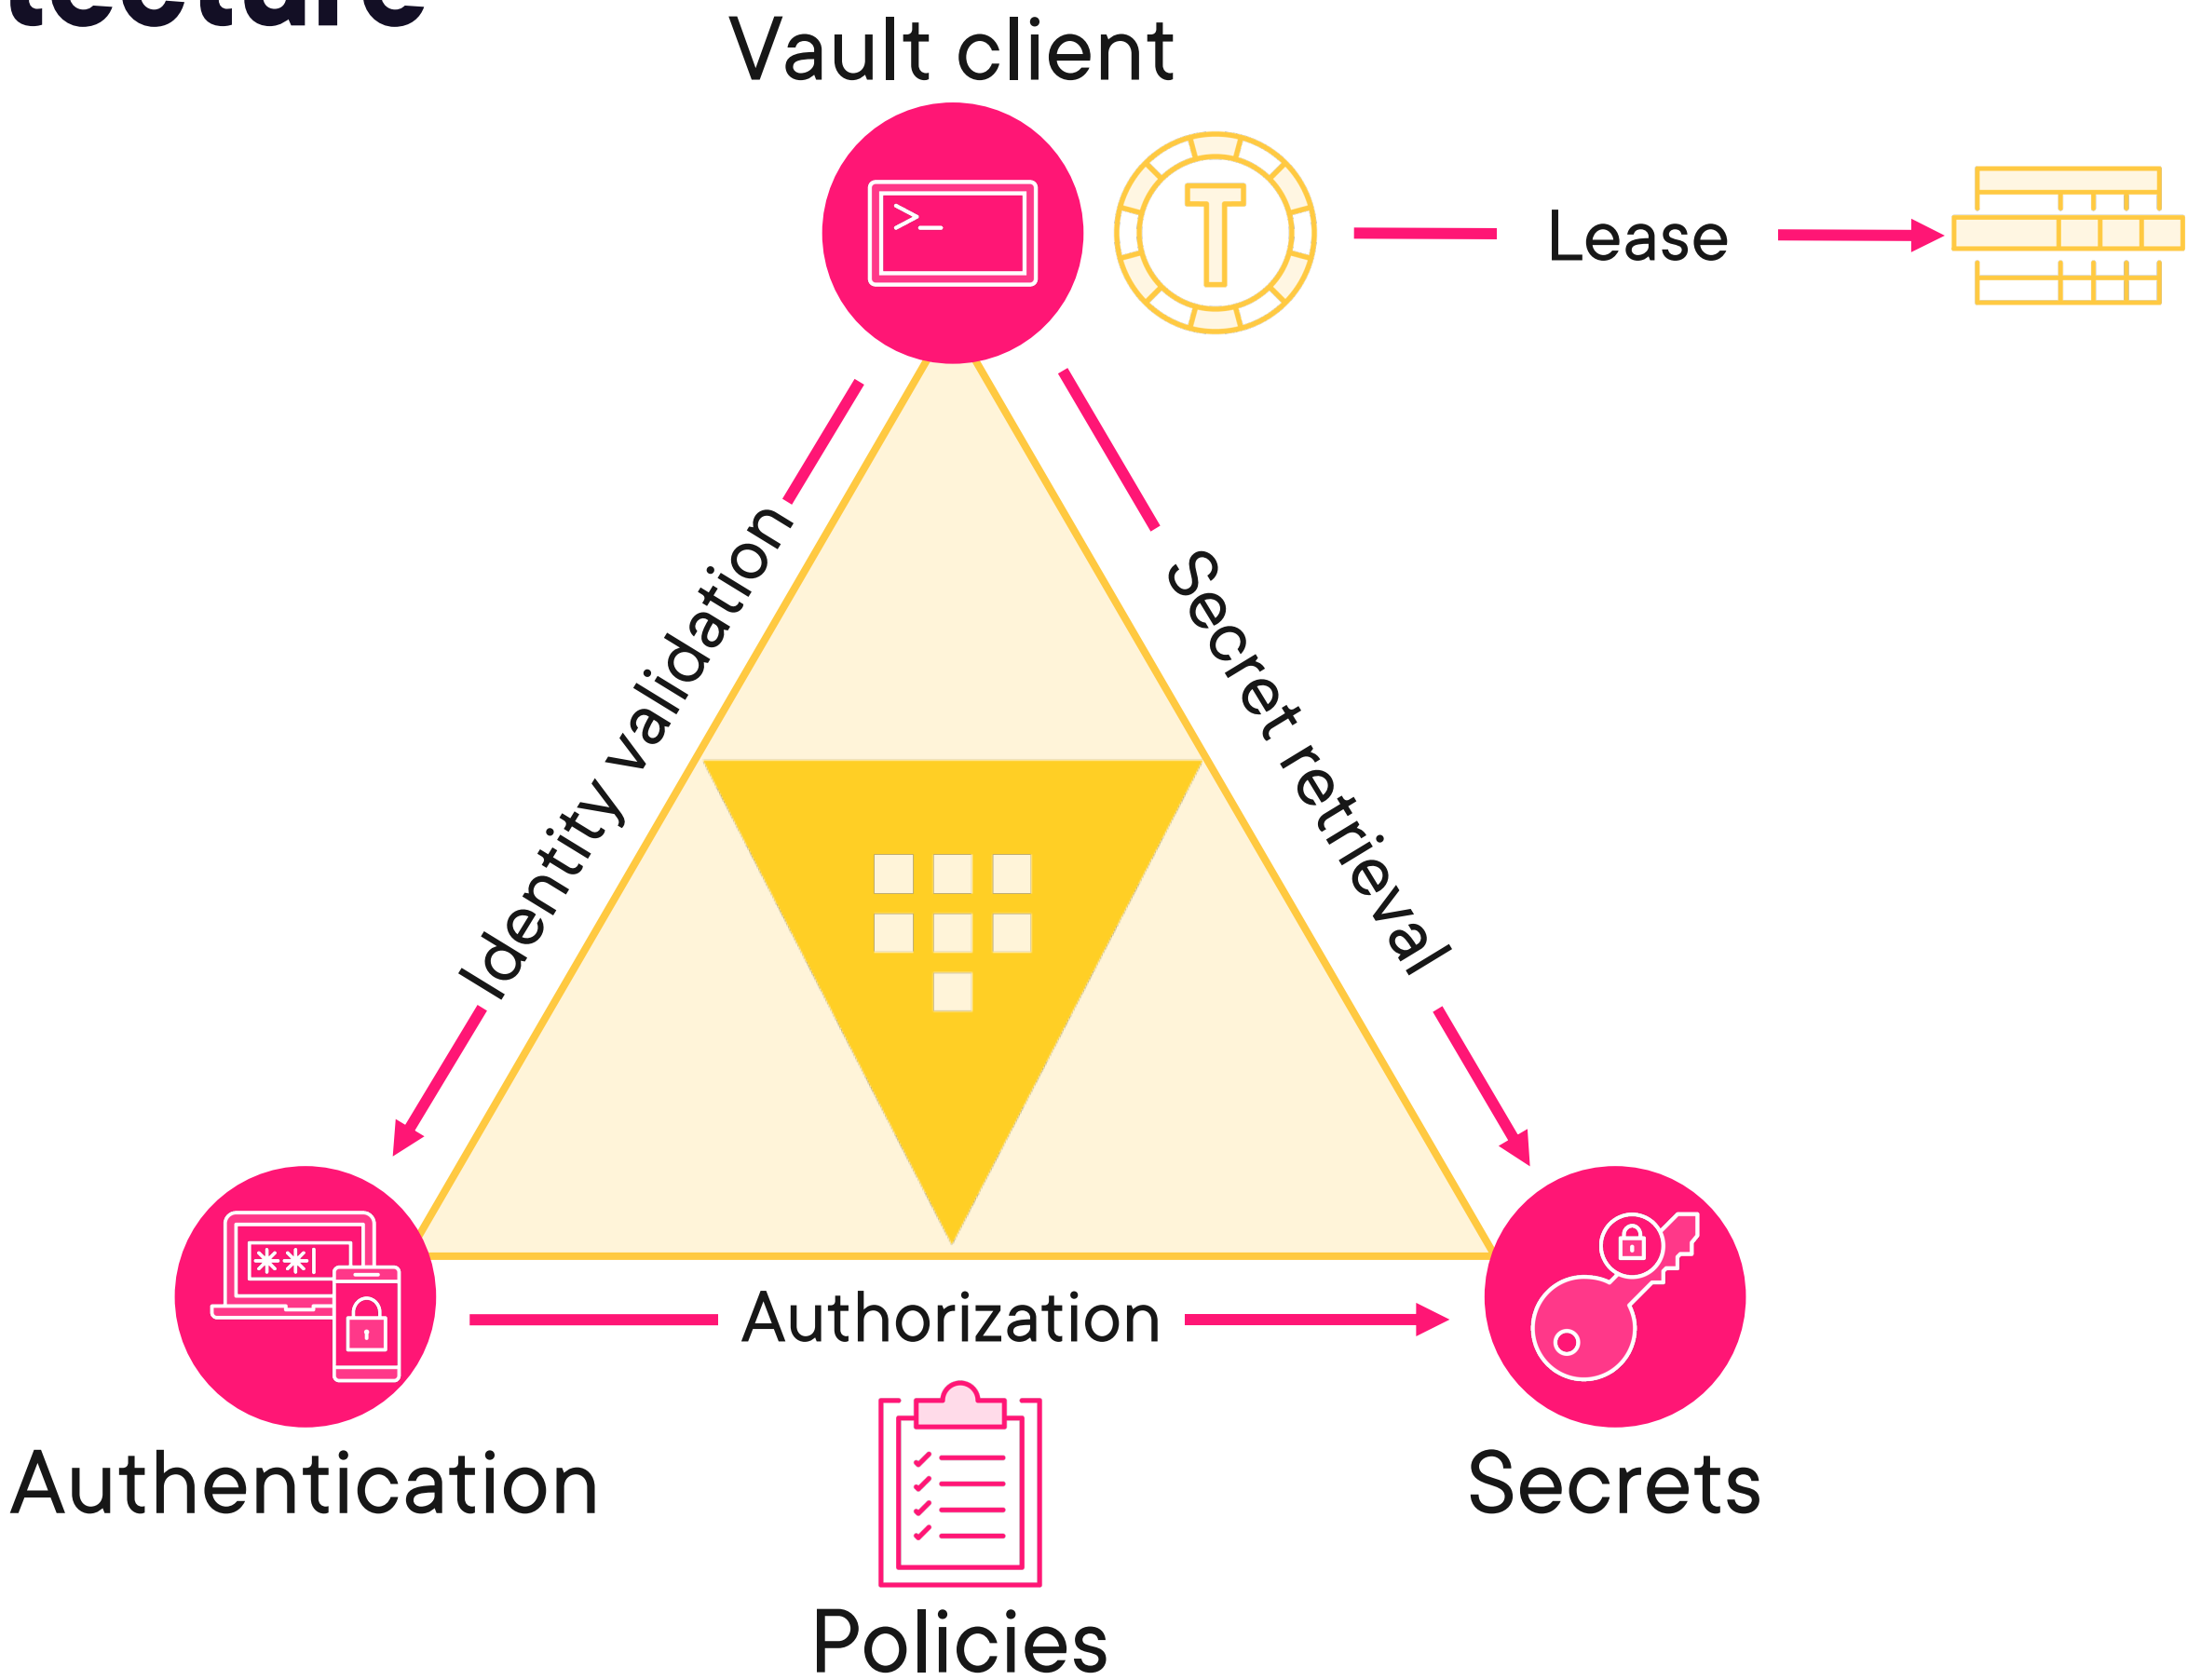 Vault client
T
Lease
Identity validation
Secret retrieval
>_
**|
Authorization
Authentication
Secrets
Policies